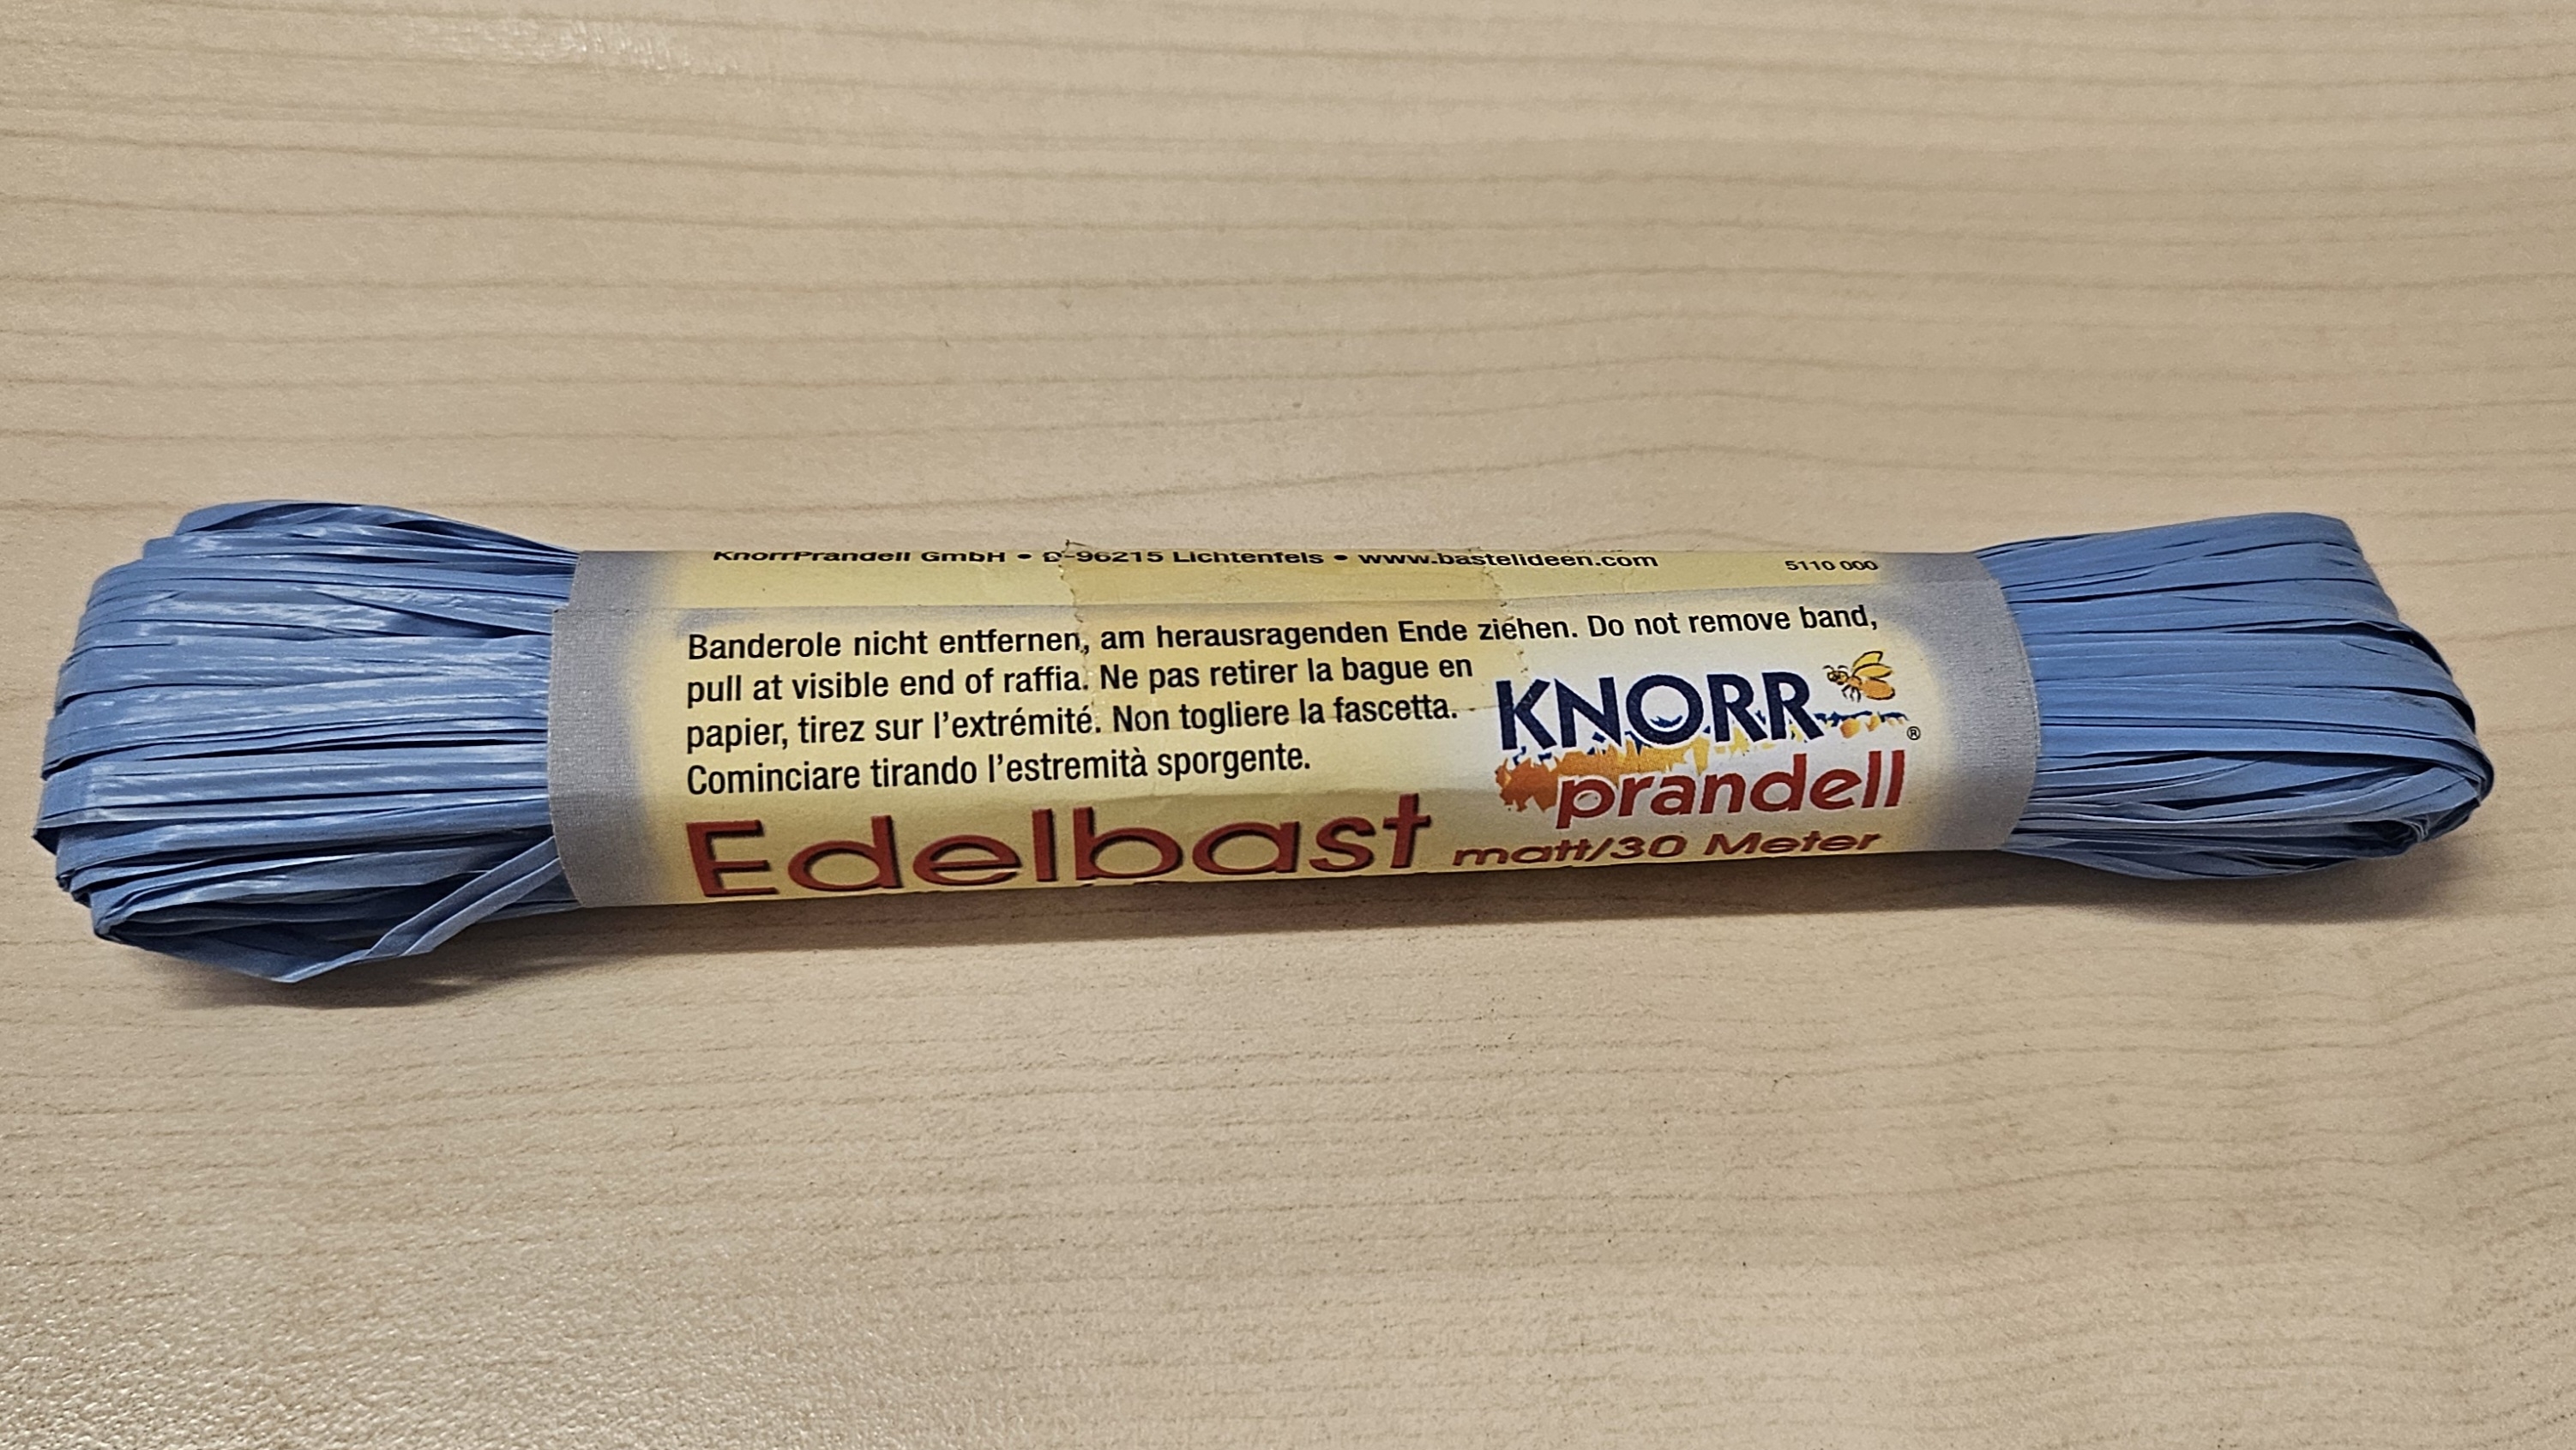 KnorrPrandell GmbH • D-96215 Lichtenfels • www.bastelideen.com 5110 000
Banderole nicht entfernen, am herausragenden Ende ziehen. Do not remove band,
pull at visible end of raffia. Ne pas retirer la bague en
papier, tirez sur l'extrémité. Non togliere la fascetta.
Cominciare tirando l'estremità sporgente.
KNORR
prandell ®
Edelbast matt/30 Meter